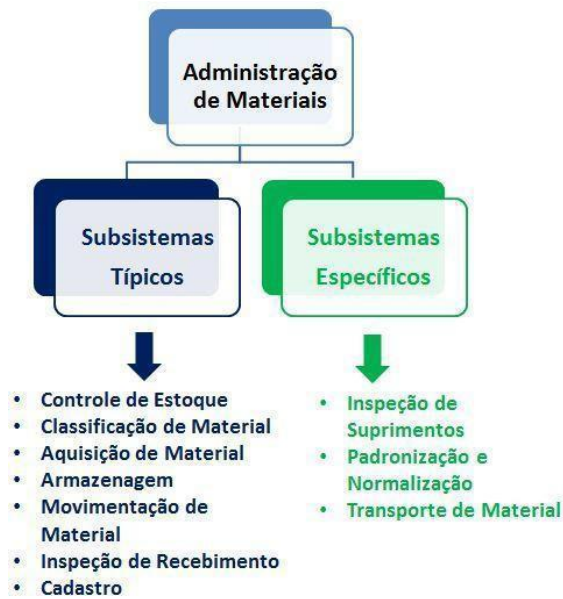 Administração
de Materiais
Subsistemas
Típicos
Subsistemas
Específicos
• Controle de Estoque
• Classificação de Material
• Aquisição de Material
• Armazenagem
• Movimentação de
Material
• Inspeção de Recebimento
• Cadastro
• Inspeção de
Suprimentos
• Padronização e
Normalização
• Transporte de Material